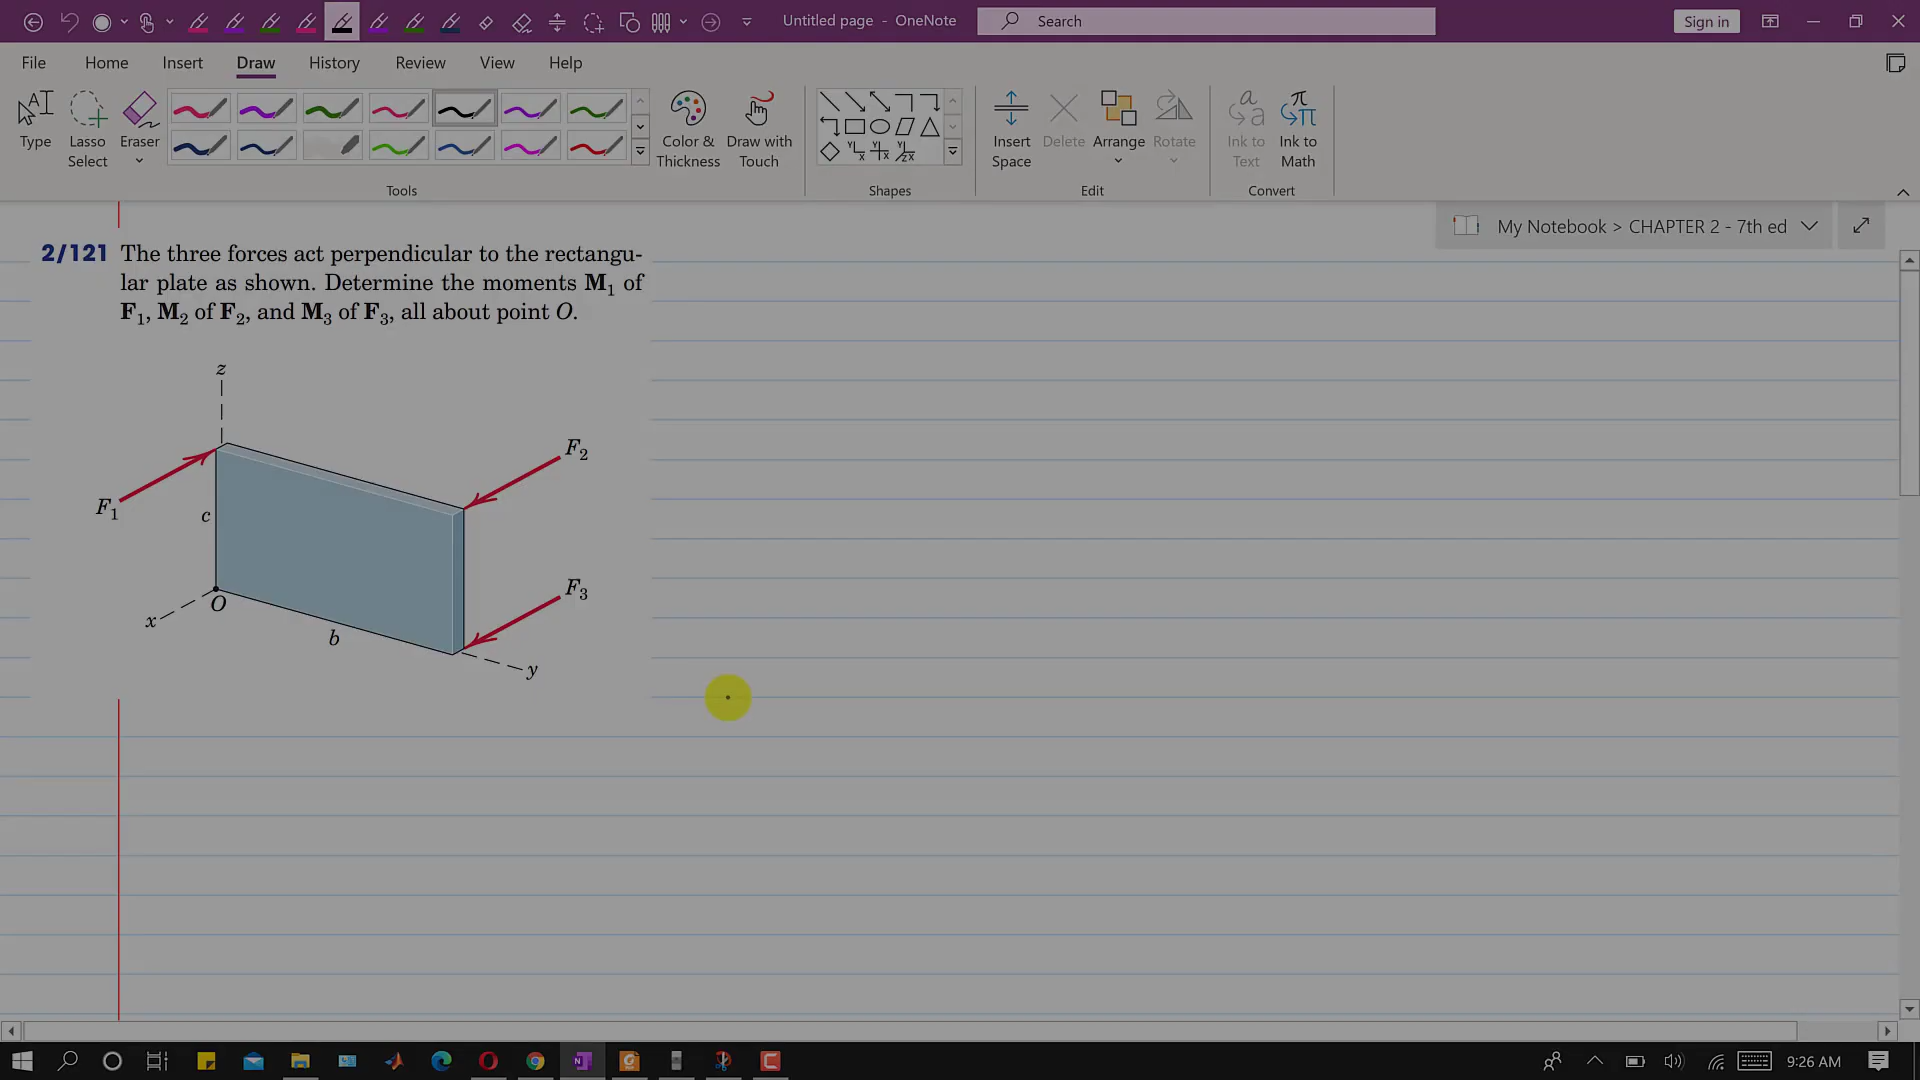 Untitled page - OneNote
Search
Sign in
File Home Insert Draw History Review View Help
Type
Lasso Select
Eraser
Color & Thickness
Draw with Touch
Insert Space
Delete
Arrange
Rotate
Ink to Text
Ink to Math
Tools
Shapes
Edit
Convert
My Notebook > CHAPTER 2 - 7th ed
2/121 The three forces act perpendicular to the rectangu-
lar plate as shown. Determine the moments M1 of
F1, M2 of F2, and M3 of F3, all about point O.
z
F2
F1
c
F3
O
x
b
y
9:26 AM